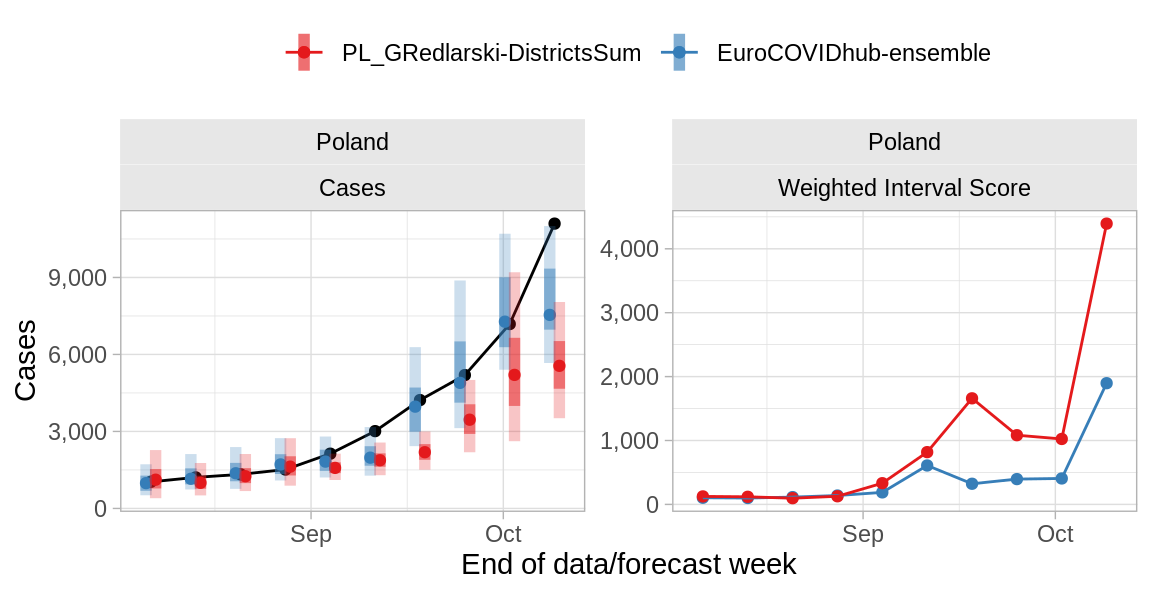 PL_GRedlarski-DistrictsSum EuroCOVIDhub-ensemble
Poland
Cases
Cases
9,000
6,000
3,000
0
Sep Oct
Poland
Weighted Interval Score
4,000
3,000
2,000
1,000
0
Sep Oct
End of data/forecast week